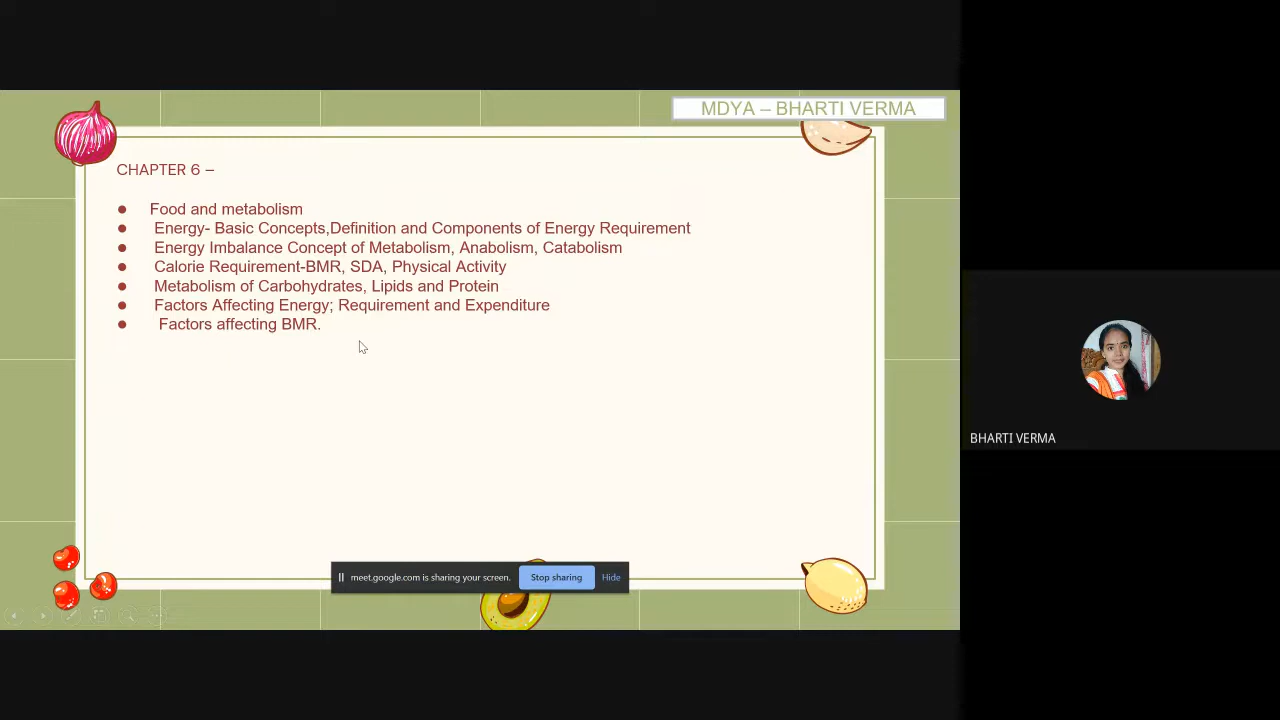 MDYA – BHARTI VERMA
CHAPTER 6 –
● Food and metabolism
● Energy- Basic Concepts,Definition and Components of Energy Requirement
● Energy Imbalance Concept of Metabolism, Anabolism, Catabolism
● Calorie Requirement-BMR, SDA, Physical Activity
● Metabolism of Carbohydrates, Lipids and Protein
● Factors Affecting Energy; Requirement and Expenditure
● Factors affecting BMR.
BHARTI VERMA
meet.google.com is sharing your screen. Stop sharing Hide